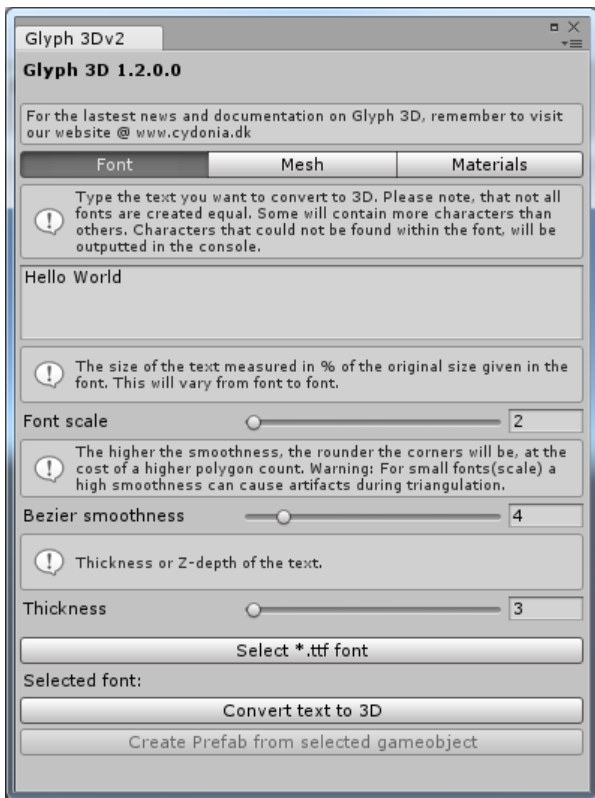 Glyph 3Dv2
Glyph 3D 1.2.0.0
For the lastest news and documentation on Glyph 3D, remember to visit
our website @ www.cydonia.dk
Font Mesh Materials
Type the text you want to convert to 3D. Please note, that not all
fonts are created equal. Some will contain more characters than
others. Characters that could not be found within the font, will be
outputted in the console.
Hello World
The size of the text measured in % of the original size given in the
font. This will vary from font to font.
Font scale 2
The higher the smoothness, the rounder the corners will be, at the
cost of a higher polygon count. Warning: For small fonts(scale) a
high smoothness can cause artifacts during triangulation.
Bezier smoothness 4
Thickness or Z-depth of the text.
Thickness 3
Select *.ttf font
Selected font:
Convert text to 3D
Create Prefab from selected gameobject